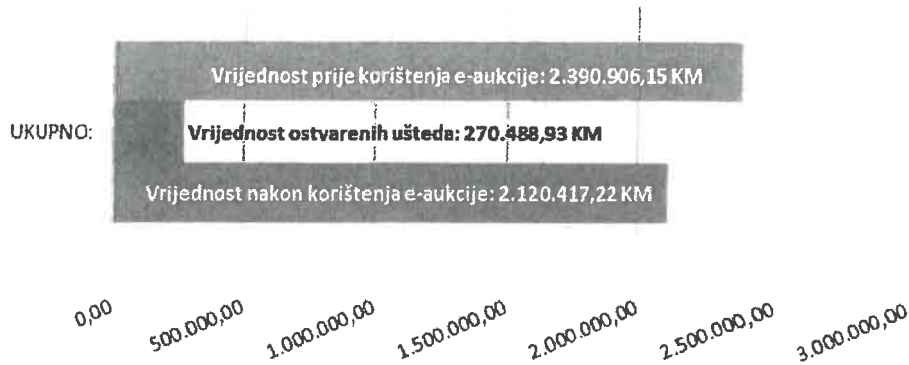 Vrijednost prije korištenja e-aukcije: 2.390.906,15 KM
UKUPNO: Vrijednost ostvarenih ušteda: 270.488,93 KM
Vrijednost nakon korištenja e-aukcije: 2.120.417,22 KM
0,00 500.000,00 1.000.000,00 1.500.000,00 2.000.000,00 2.500.000,00 3.000.000,00